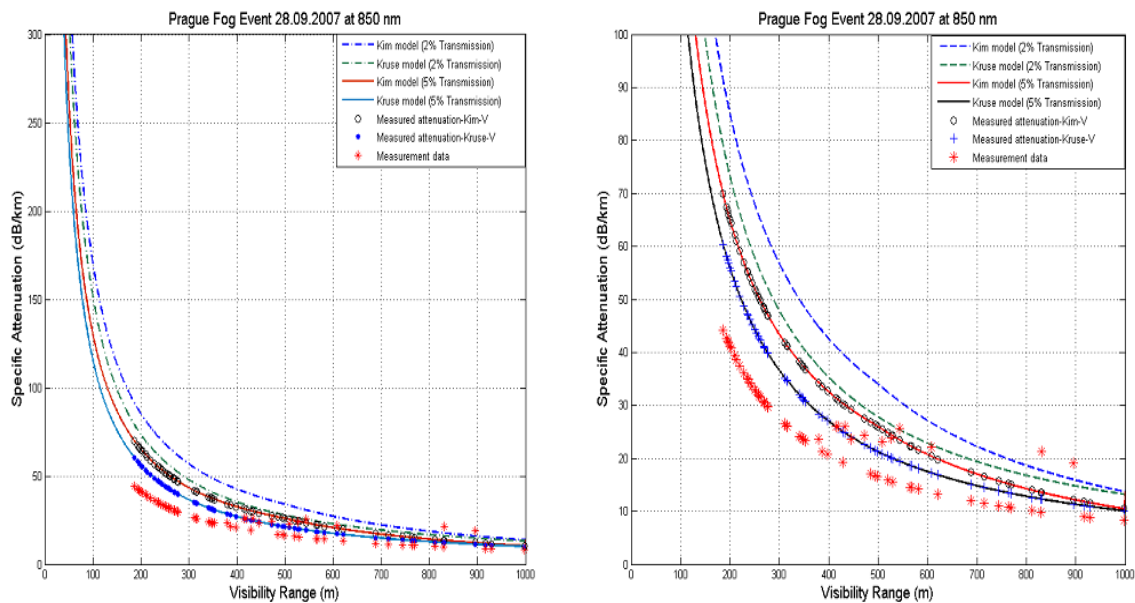 Prague Fog Event 28.09.2007 at 850 nm
300
250
200
150
100
50
0
Specific Attenuation (dB/km)
Kim model (2% Transmission)
Kruse model (2% Transmission)
Kim model (5% Transmission)
Kruse model (5% Transmission)
Measured attenuation-Kim-V
Measured attenuation-Kruse-V
Measurement data
0 100 200 300 400 500 600 700 800 900 1000
Visibility Range (m)
Prague Fog Event 28.09.2007 at 850 nm
100
90
80
70
60
50
40
30
20
10
0
Specific Attenuation (dB/km)
Kim model (2% Transmission)
Kruse model (2% Transmission)
Kim model (5% Transmission)
Kruse model (5% Transmission)
Measured attenuation-Kim-V
Measured attenuation-Kruse-V
Measurement data
0 100 200 300 400 500 600 700 800 900 1000
Visibility Range (m)